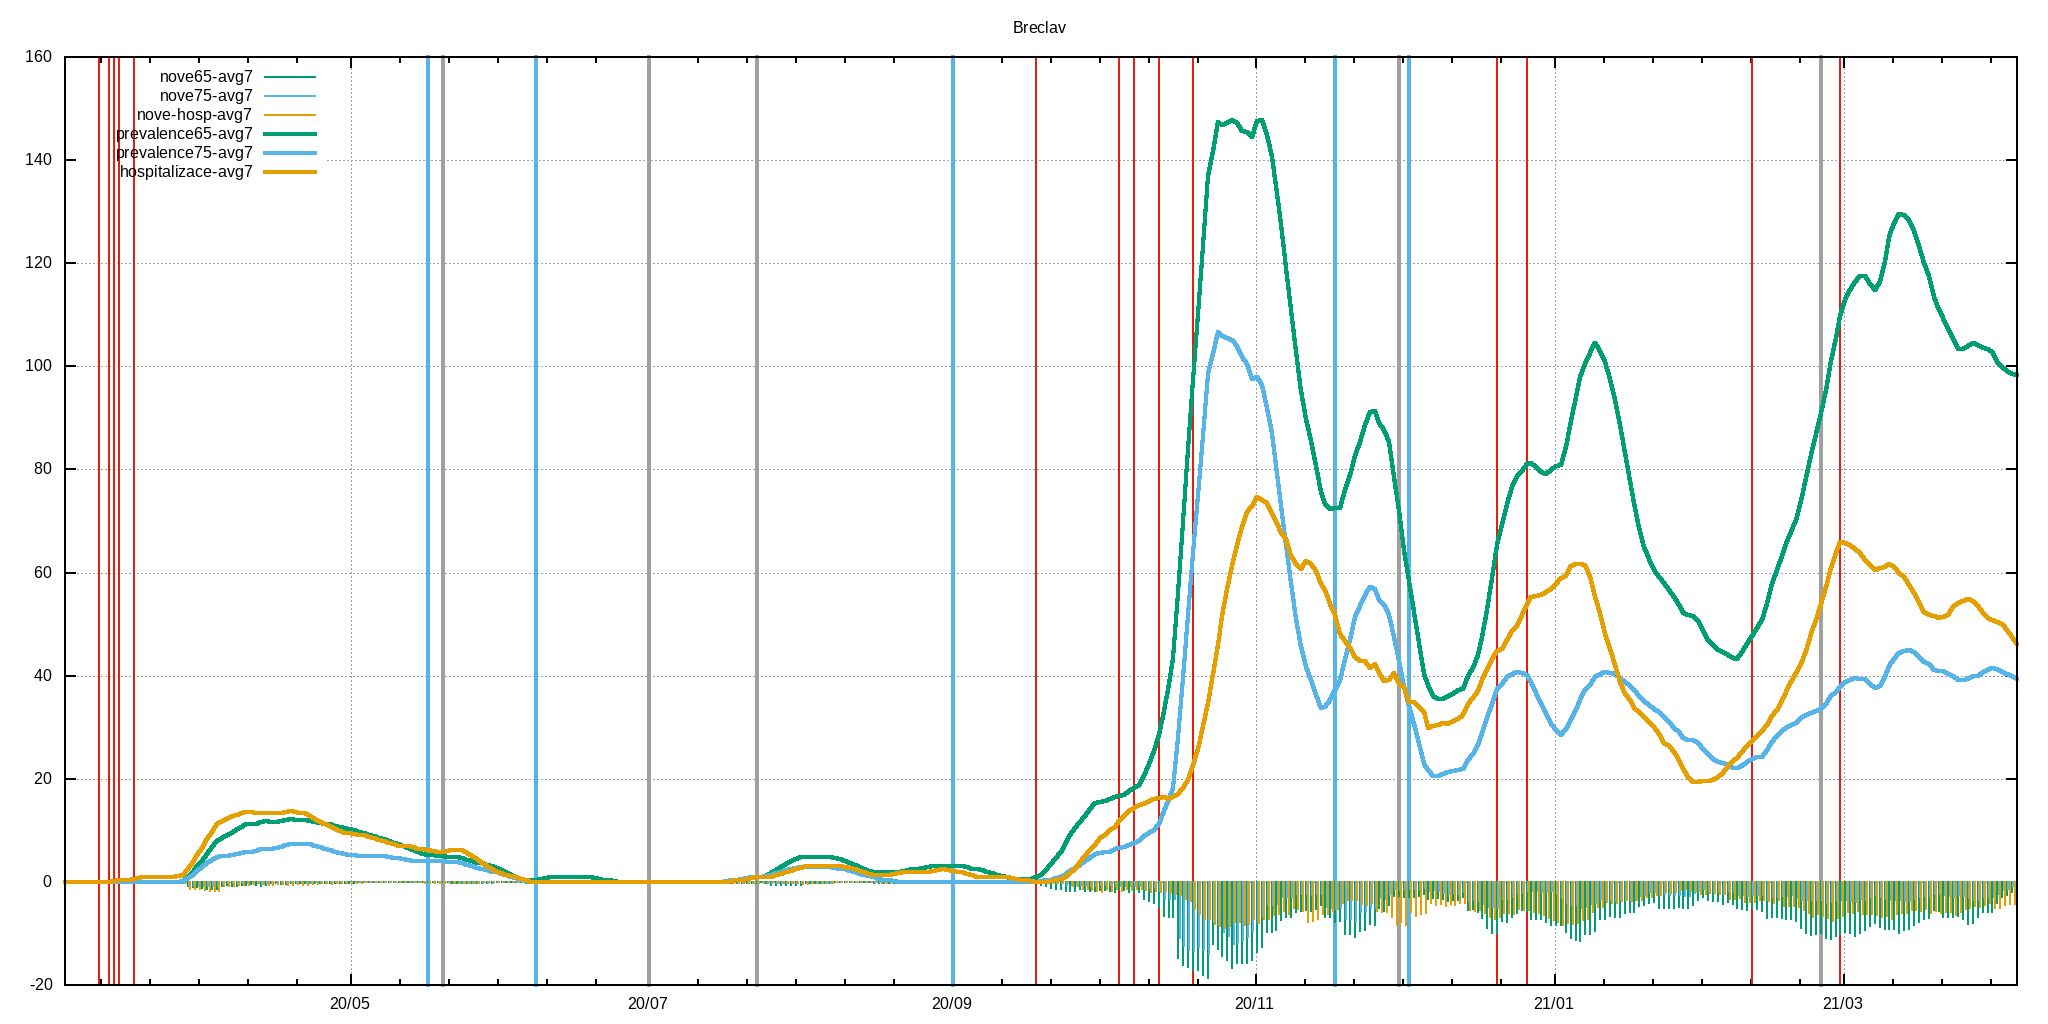 Breclav
160
140
120
100
80
60
40
20
0
-20
nove65-avg7
nove75-avg7
nove-hosp-avg7
prevalence65-avg7
prevalence75-avg7
hospitalizace-avg7
20/05
20/07
20/09
20/11
21/01
21/03